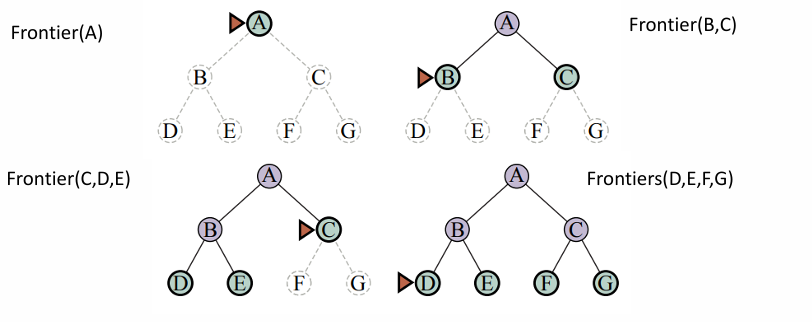 Frontier(A)
A
B
C
D
E
F
G
Frontier(B,C)
A
B
C
D
E
F
G
Frontier(C,D,E)
A
B
C
D
E
F
G
Frontiers(D,E,F,G)
A
B
C
D
E
F
G